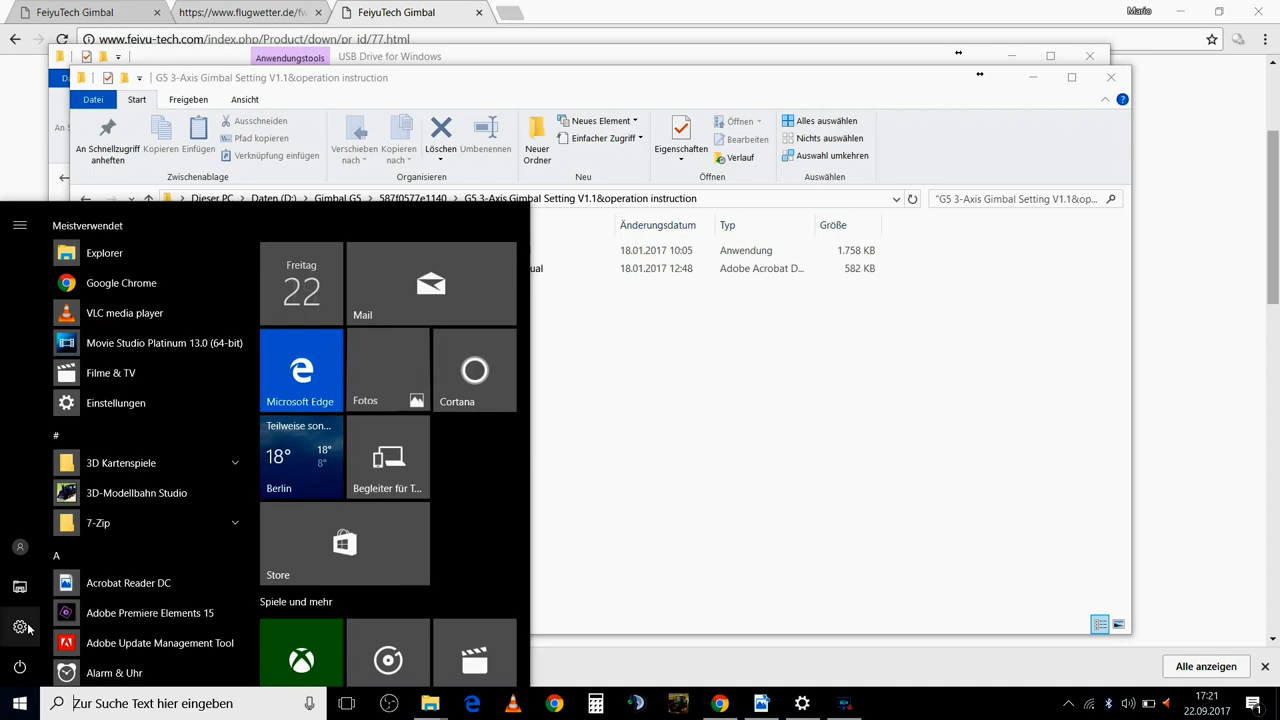 FeiyuTech Gimbal
https://www.flugwetter.de/fw
FeiyuTech Gimbal
Mario
www.feiyu-tech.com/index.php/Product/down/pr_id/77.html
Anwendungstools
USB Drive for Windows
G5 3-Axis Gimbal Setting V1.1&operation instruction
Datei
Start
Freigeben
Ansicht
An Schnellzugriff
anheften
Kopieren
Einfügen
Ausschneiden
Pfad kopieren
Verknüpfung einfügen
Zwischenablage
Verschieben
nach
Kopieren
nach
Löschen
Umbenennen
Organisieren
Neuer
Ordner
Neues Element
Einfacher Zugriff
Neu
Eigenschaften
Öffnen
Bearbeiten
Verlauf
Öffnen
Alles auswählen
Nichts auswählen
Auswahl umkehren
Auswählen
Dieser PC
Daten (D:)
Gimbal G5
587f0577e1140
G5 3-Axis Gimbal Setting V1.1&operation instruction
"G5 3-Axis Gimbal Setting V1.1&op...
Änderungsdatum
Typ
Größe
18.01.2017 10:05
Anwendung
1.758 KB
ual
18.01.2017 12:48
Adobe Acrobat D...
582 KB
Meistverwendet
Explorer
Google Chrome
VLC media player
Movie Studio Platinum 13.0 (64-bit)
Filme & TV
Einstellungen
#
3D Kartenspiele
3D-Modellbahn Studio
7-Zip
A
Acrobat Reader DC
Adobe Premiere Elements 15
Adobe Update Management Tool
Alarm & Uhr
Freitag
22
Mail
Microsoft Edge
Fotos
Cortana
Teilweise son...
18°
18°
8°
Berlin
Begleiter für T...
Store
Spiele und mehr
Alle anzeigen
Zur Suche Text hier eingeben
17:21
22.09.2017
1